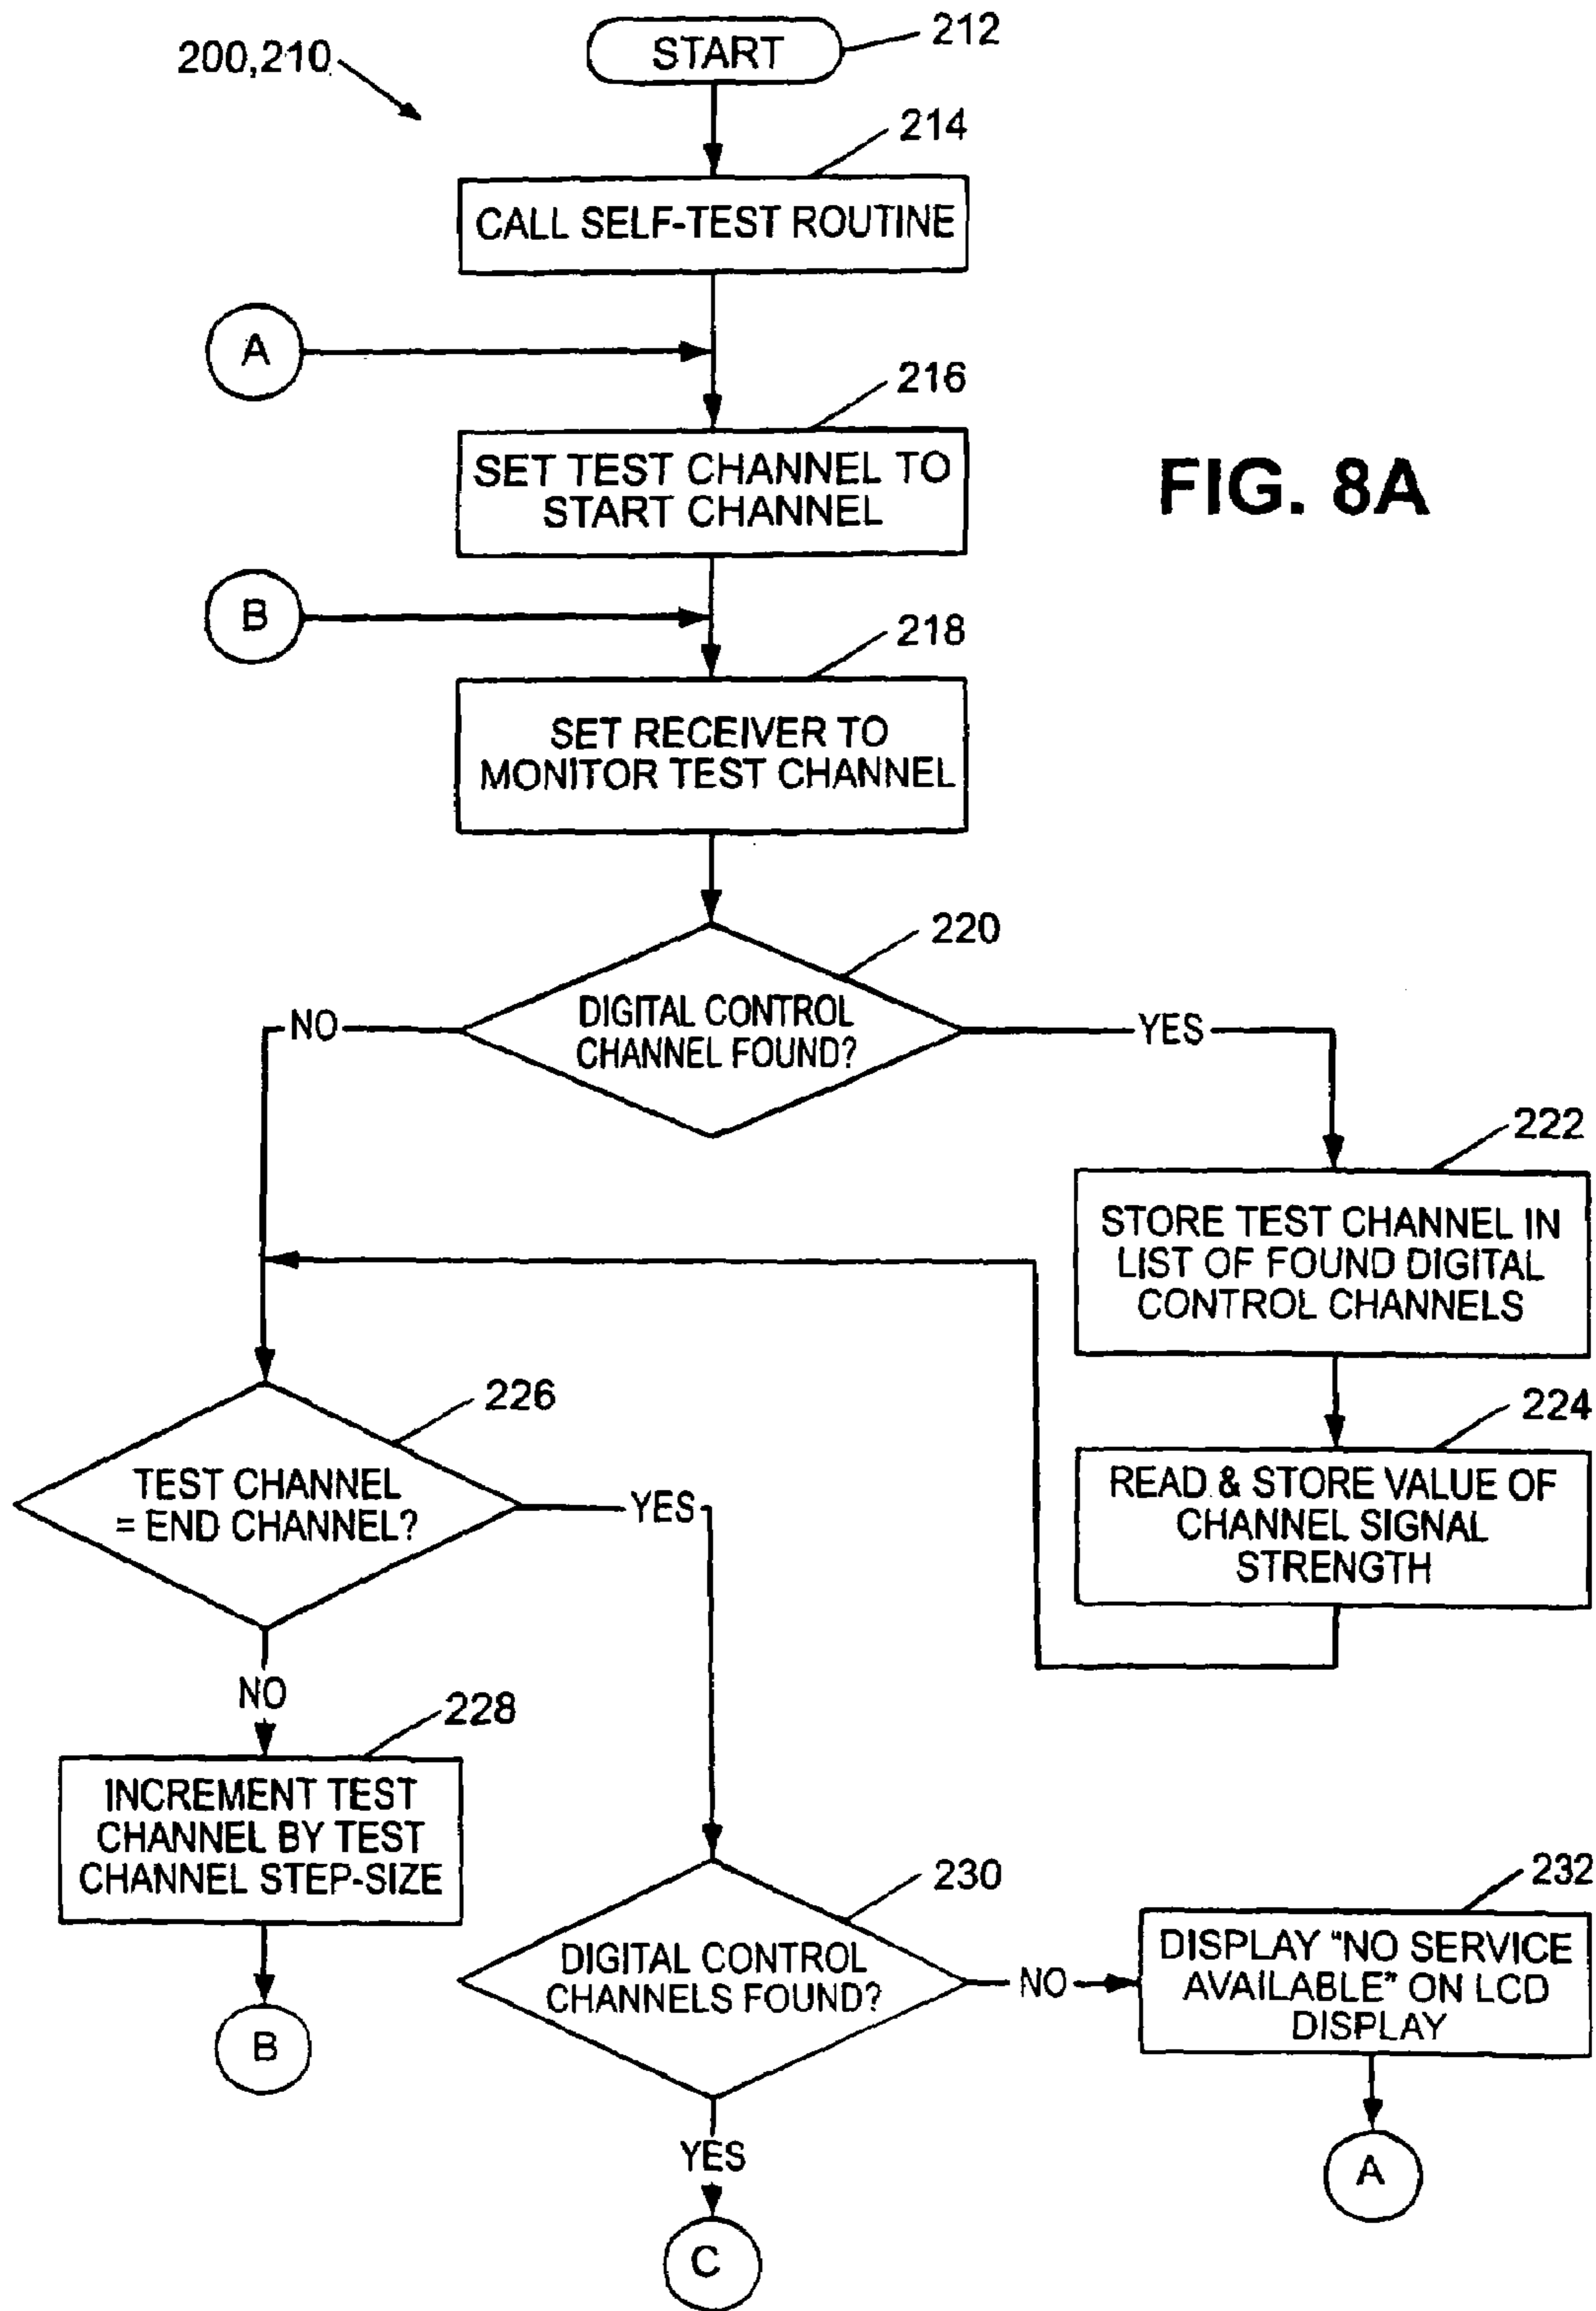 START
212
200,210
214
CALL SELF-TEST ROUTINE
A
216
SET TEST CHANNEL TO
START CHANNEL
FIG. 8A
B
218
SET RECEIVER TO
MONITOR TEST CHANNEL
220
DIGITAL CONTROL
CHANNEL FOUND?
NO
YES
222
STORE TEST CHANNEL IN
LIST OF FOUND DIGITAL
CONTROL CHANNELS
224
READ & STORE VALUE OF
CHANNEL SIGNAL
STRENGTH
226
TEST CHANNEL
= END CHANNEL?
YES
NO
228
INCREMENT TEST
CHANNEL BY TEST
CHANNEL STEP-SIZE
B
230
DIGITAL CONTROL
CHANNELS FOUND?
NO
232
DISPLAY "NO SERVICE
AVAILABLE" ON LCD
DISPLAY
A
YES
C